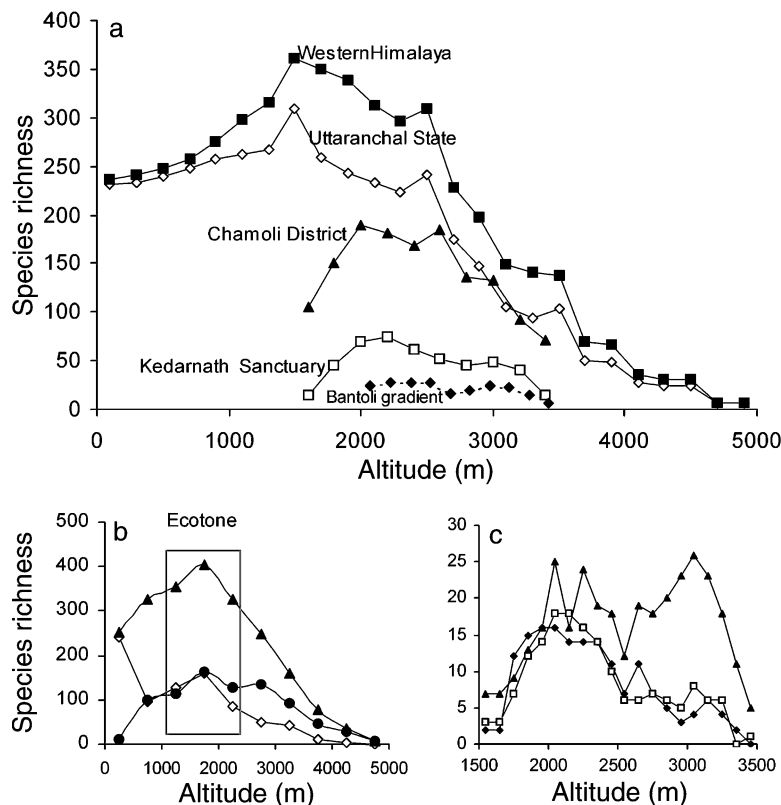 a
400
350
300
250
200
150
100
50
0
Species richness
WesternHimalaya
Uttaranchal State
Chamoli District
Kedarnath Sanctuary
Bantoli gradient
0 1000 2000 3000 4000 5000
Altitude (m)
b
Ecotone
500
400
300
200
100
0
Species richness
0 1000 2000 3000 4000 5000
Altitude (m)
c
30
25
20
15
10
5
0
1500 2000 2500 3000 3500
Altitude (m)